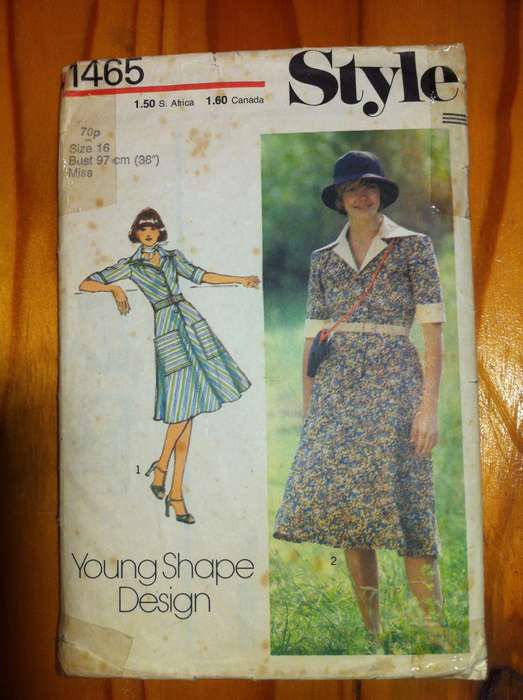 1465
Style
1.50 S. Africa 1.60 Canada
70p
Size 16
Bust 97 cm (38")
Miss
1
2
Young Shape
Design